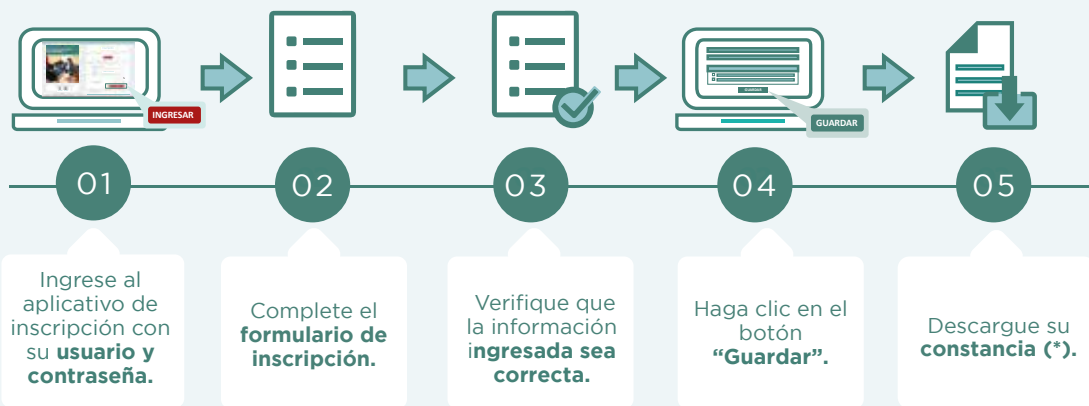 INGRESAR
GUARDAR
GUARDAR
01
02
03
04
05
Ingrese al
aplicativo de
inscripción con
su usuario y
contraseña.
Complete el
formulario de
inscripción.
Verifique que
la información
ingresada sea
correcta.
Haga clic en el
botón
“Guardar”.
Descargue su
constancia (*).